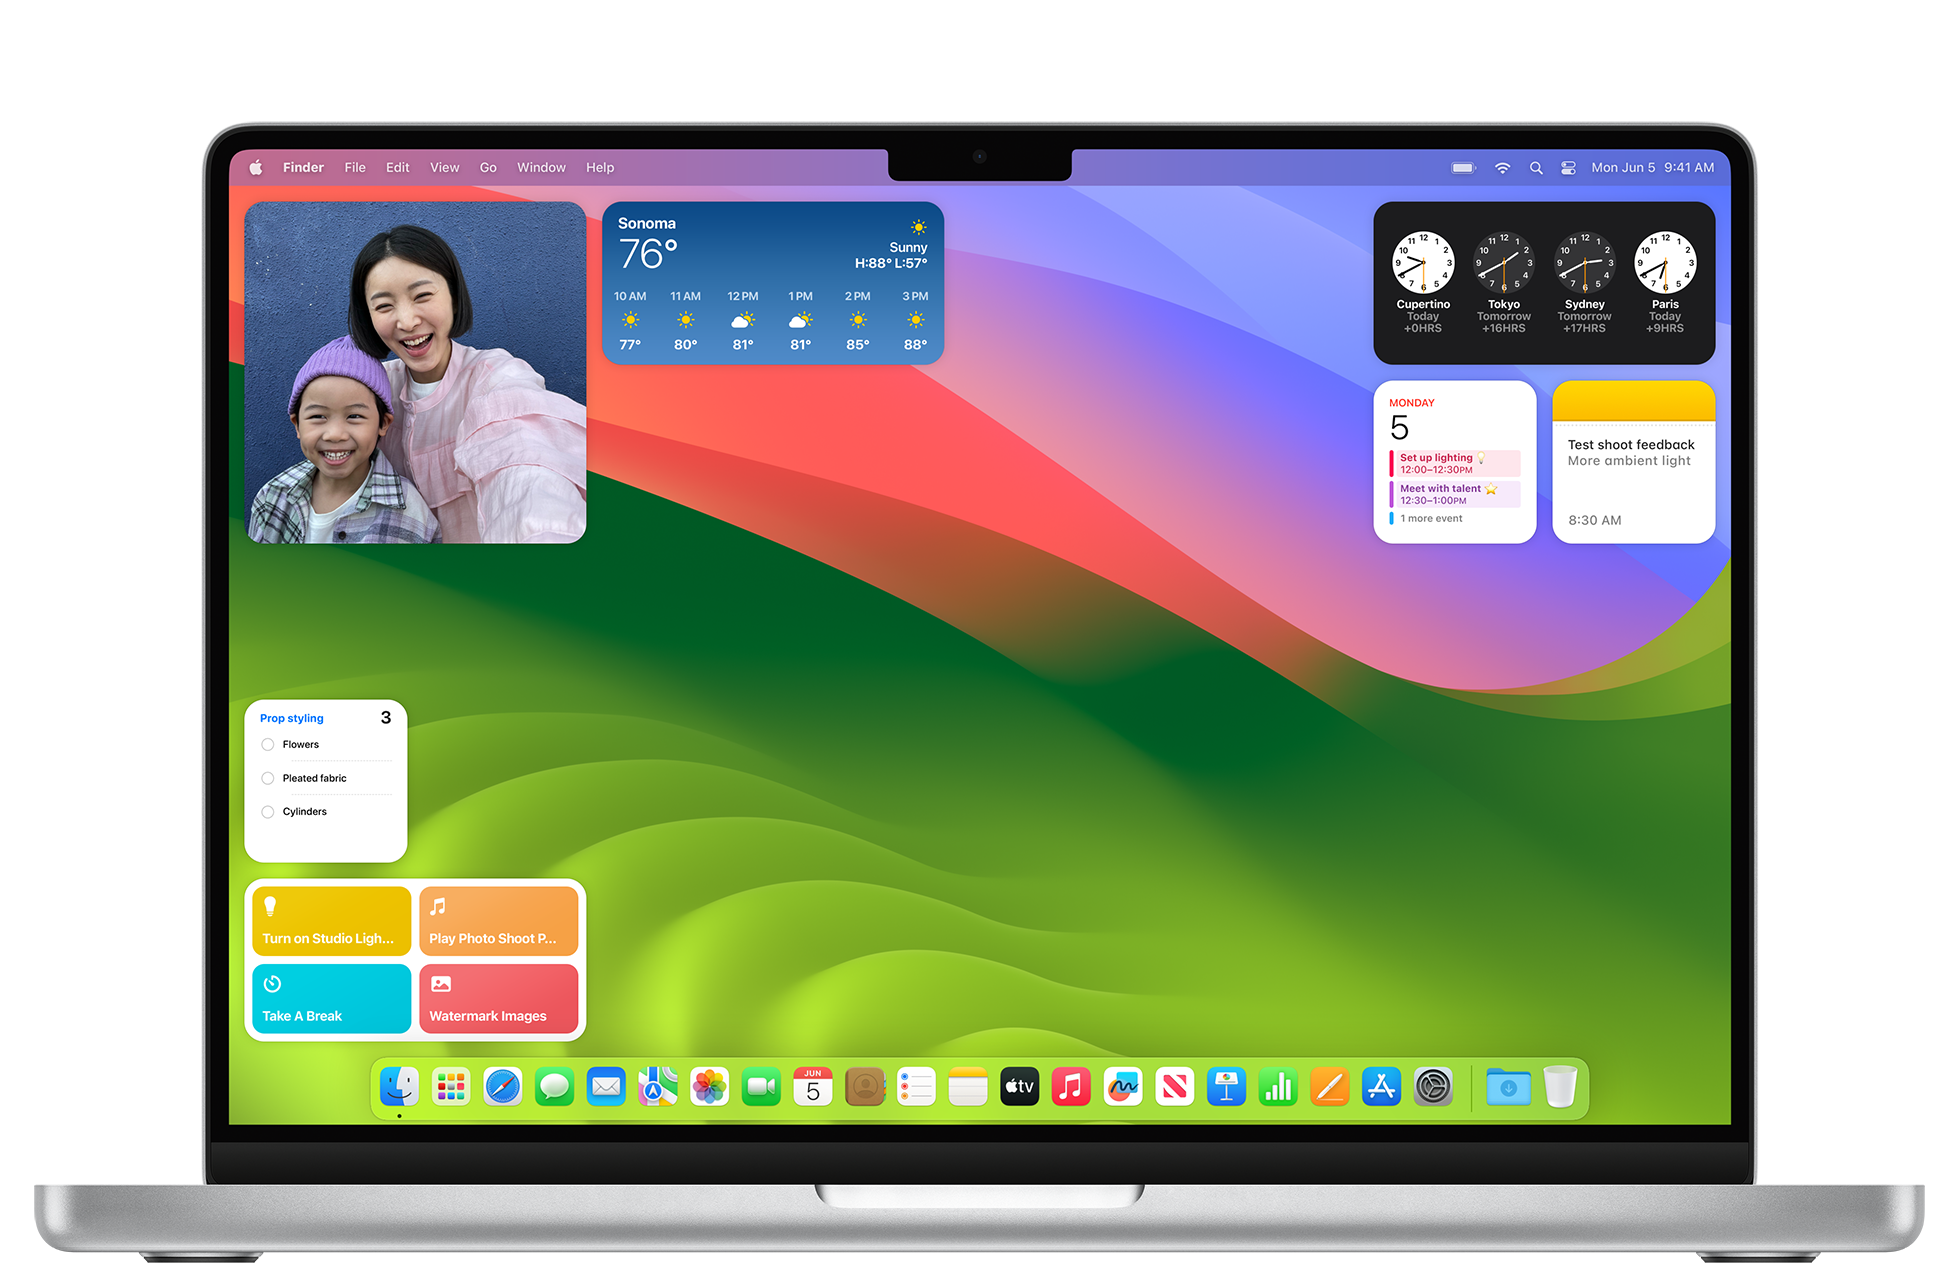 Finder File Edit View Go Window Help
Mon Jun 5 9:41 AM
Sonoma
76°
Sunny
H:88° L:57°
10 AM 11 AM 12 PM 1 PM 2 PM 3 PM
77° 80° 81° 81° 85° 88°
Cupertino
Today
+0HRS
Tokyo
Tomorrow
+16HRS
Sydney
Tomorrow
+17HRS
Paris
Today
+9HRS
MONDAY
5
Set up lighting
12:00–12:30PM
Meet with talent
12:30–1:00PM
1 more event
Test shoot feedback
More ambient light
8:30 AM
Prop styling 3
Flowers
Pleated fabric
Cylinders
Turn on Studio Ligh...
Play Photo Shoot P...
Take A Break
Watermark Images
JUN
5
tv